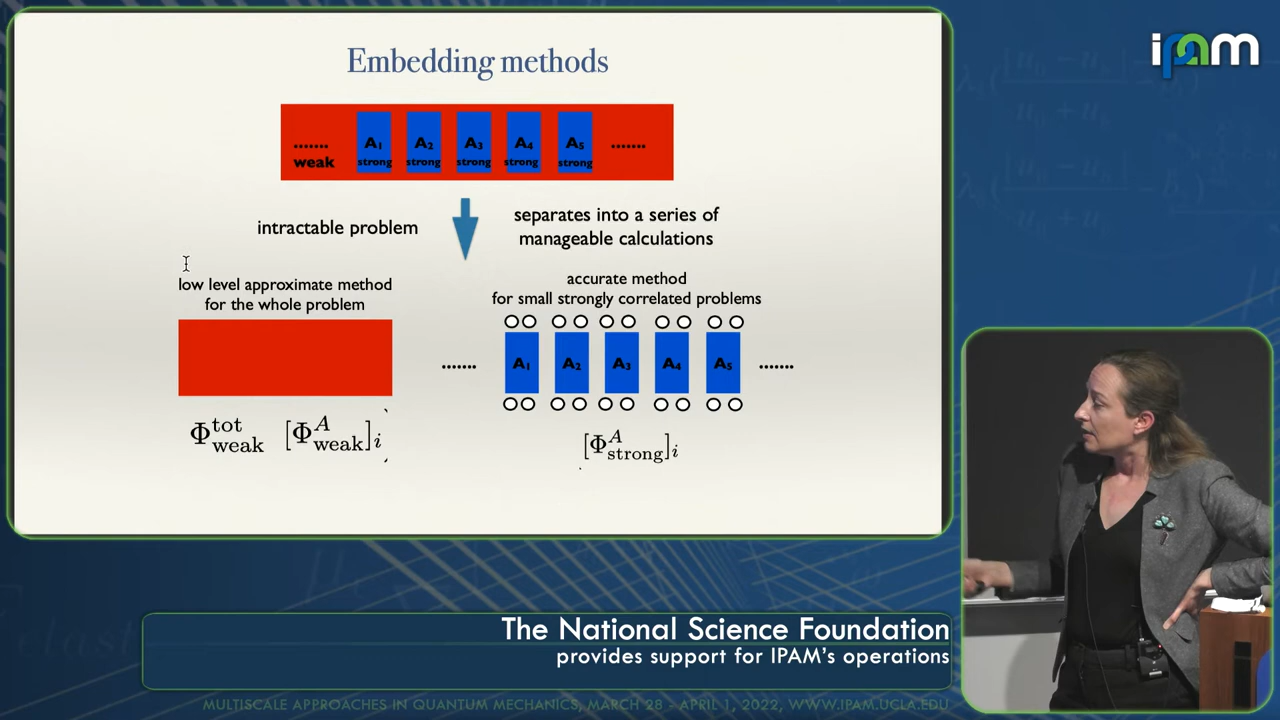 Embedding methods
ipam
....... A₁ A₂ A₃ A₄ A₅ .......
weak strong strong strong strong strong
intractable problem
separates into a series of
manageable calculations
low level approximate method
for the whole problem
accurate method
for small strongly correlated problems
....... A₁ A₂ A₃ A₄ A₅ .......
Φ^tot_weak [Φ^A_weak]_i
[Φ^A_strong]_i
The National Science Foundation
provides support for IPAM's operations
MULTISCALE APPROACHES IN QUANTUM MECHANICS, MARCH 28 - APRIL 1, 2022, WWW.IPAM.UCLA.EDU